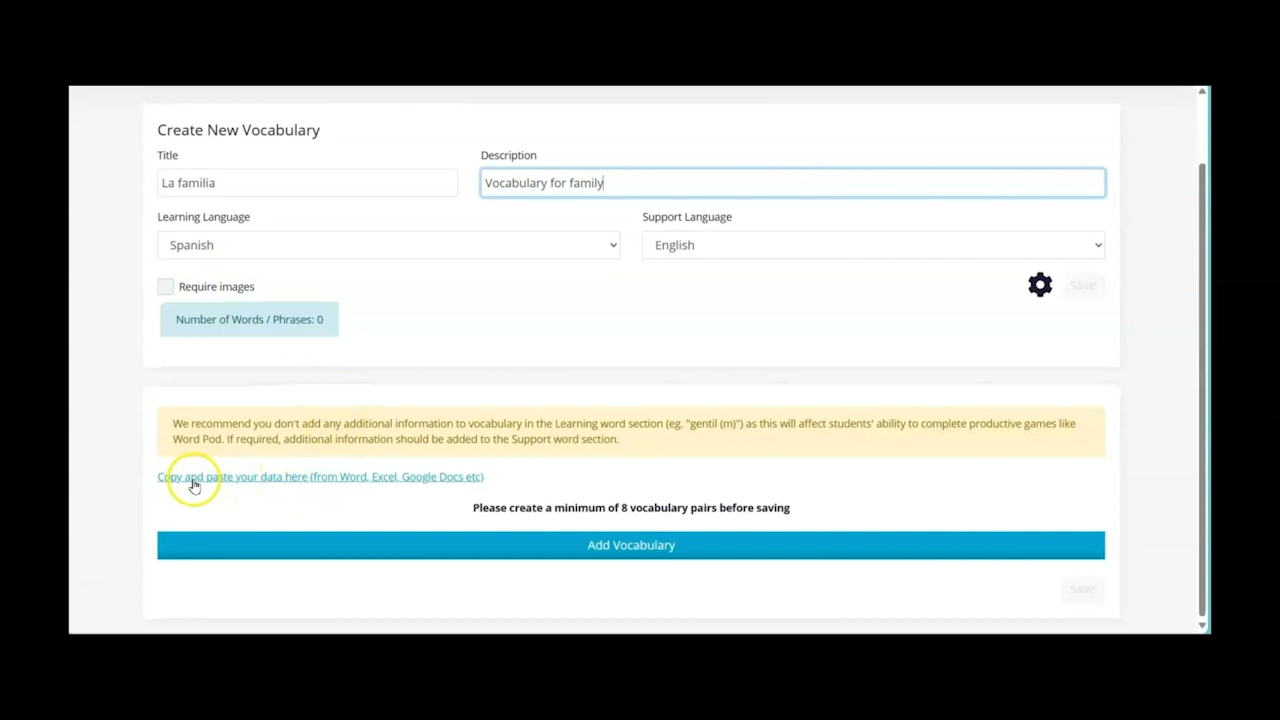 Create New Vocabulary
Title
Description
La familia
Vocabulary for family
Learning Language
Support Language
Spanish
English
Require images
Save
Number of Words / Phrases: 0
We recommend you don't add any additional information to vocabulary in the Learning word section (eg. "gentil (m)") as this will affect students' ability to complete productive games like
Word Pod. If required, additional information should be added to the Support word section.
Copy and paste your data here (from Word, Excel, Google Docs etc)
Please create a minimum of 8 vocabulary pairs before saving
Add Vocabulary
Save